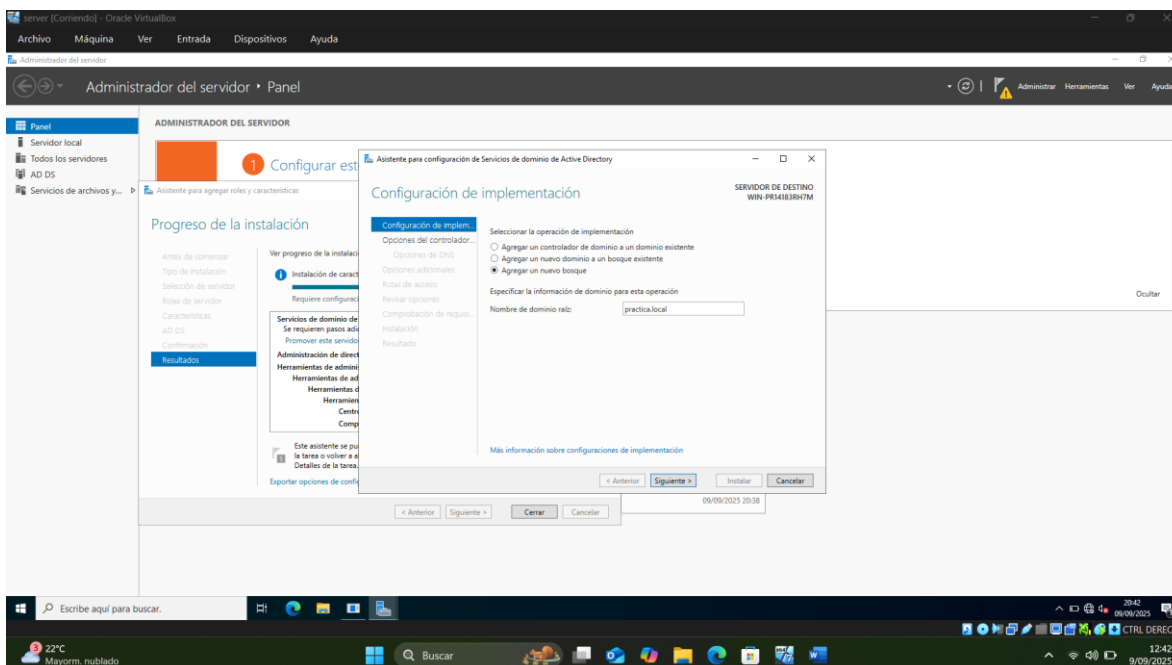 server [Corriendo] - Oracle VirtualBox
Archivo Máquina Ver Entrada Dispositivos Ayuda
Administrador del servidor
Administrador del servidor ‣ Panel
Administrar Herramientas Ver Ayuda
Panel
Servidor local
Todos los servidores
AD DS
Servicios de archivos y...
ADMINISTRADOR DEL SERVIDOR
1 Configurar est
Asistente para agregar roles y características
Progreso de la instalación
Antes de comenzar
Tipo de instalación
Selección de servidor
Roles de servidor
Características
AD DS
Confirmación
Resultados
Ver progreso de la instalaci
Instalación de caract
Requiere configuraci
Servicios de dominio de
Se requieren pasos adi
Promover este servido
Administración de direct
Herramientas de adminis
Herramientas de ad
Herramientas d
Herramien
Centr
Comp
Este asistente se pu
la tarea o volver a a
Detalles de la tarea.
Exportar opciones de config
< Anterior Siguiente > Cerrar Cancelar
Asistente para configuración de Servicios de dominio de Active Directory
Configuración de implementación
SERVIDOR DE DESTINO
WIN-PR14183RH7M
Configuración de implem...
Opciones del controlador...
Opciones de DNS
Opciones adicionales
Rutas de acceso
Revisar opciones
Comprobación de requisi...
Instalación
Resultado
Seleccionar la operación de implementación
Agregar un controlador de dominio a un dominio existente
Agregar un nuevo dominio a un bosque existente
Agregar un nuevo bosque
Especificar la información de dominio para esta operación
Nombre de dominio raíz: practica.local
Más información sobre configuraciones de implementación
< Anterior Siguiente > Instalar Cancelar
09/09/2025 20:38
Ocultar
Escribe aquí para buscar.
20:42
09/09/2025
CTRL DEREC
3
22°C
Mayorm. nublado
Buscar
12:42
9/09/2025